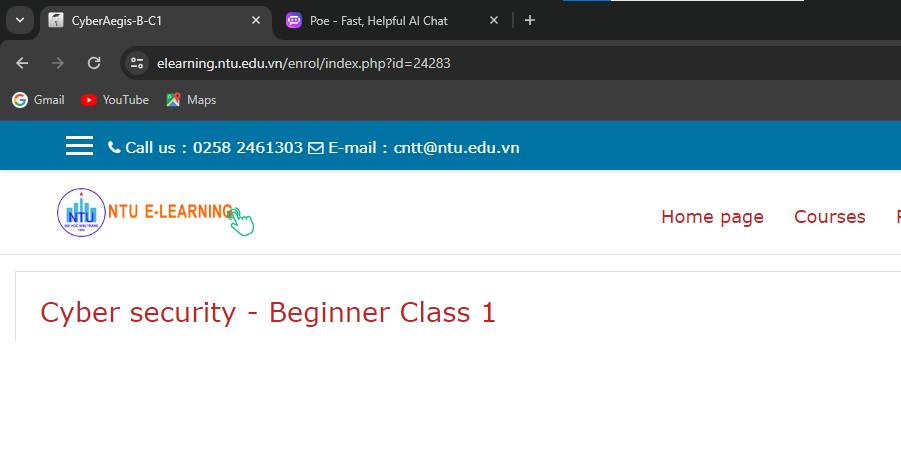 CyberAegis-B-C1
Poe - Fast, Helpful AI Chat
elearning.ntu.edu.vn/enrol/index.php?id=24283
Gmail
YouTube
Maps
Call us : 0258 2461303 E-mail : cntt@ntu.edu.vn
NTU
NTU E-LEARNING
Home page
Courses
Cyber security - Beginner Class 1